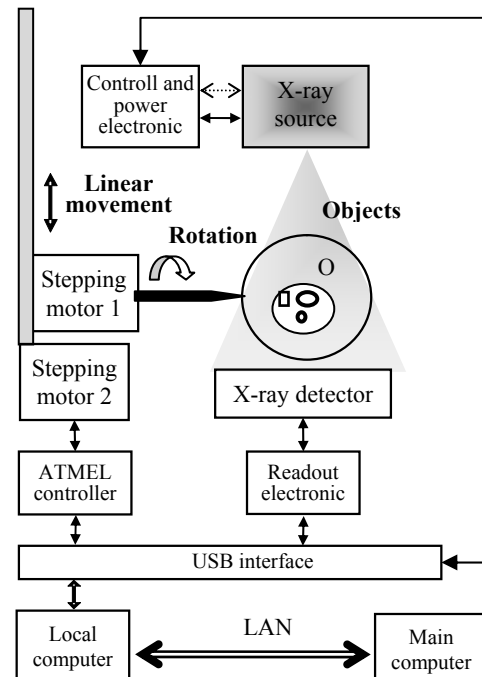 Controll and
power
electronic
X-ray
source
Linear
movement
Objects
Rotation
O
Stepping
motor 1
Stepping
motor 2
X-ray detector
ATMEL
controller
Readout
electronic
USB interface
Local
computer
LAN
Main
computer